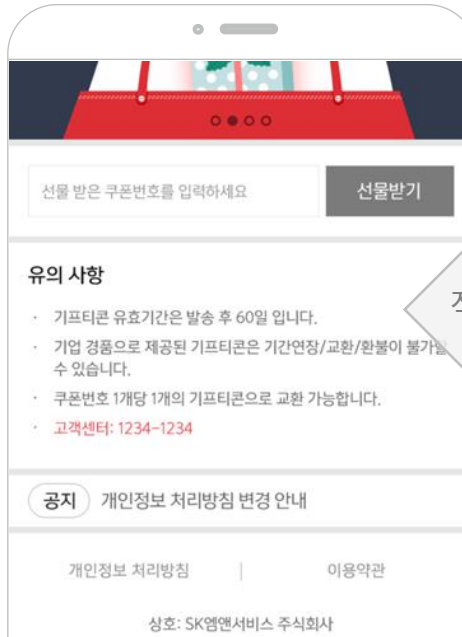 선물 받은 쿠폰번호를 입력하세요
선물받기
유의 사항
· 기프티콘 유효기간은 발송 후 60일 입니다.
· 기업 경품으로 제공된 기프티콘은 기간연장/교환/환불이 불가할
수 있습니다.
· 쿠폰번호 1개당 1개의 기프티콘으로 교환 가능합니다.
· 고객센터: 1234-1234
공지 개인정보 처리방침 변경 안내
개인정보 처리방침 | 이용약관
상호: SK엠앤서비스 주식회사